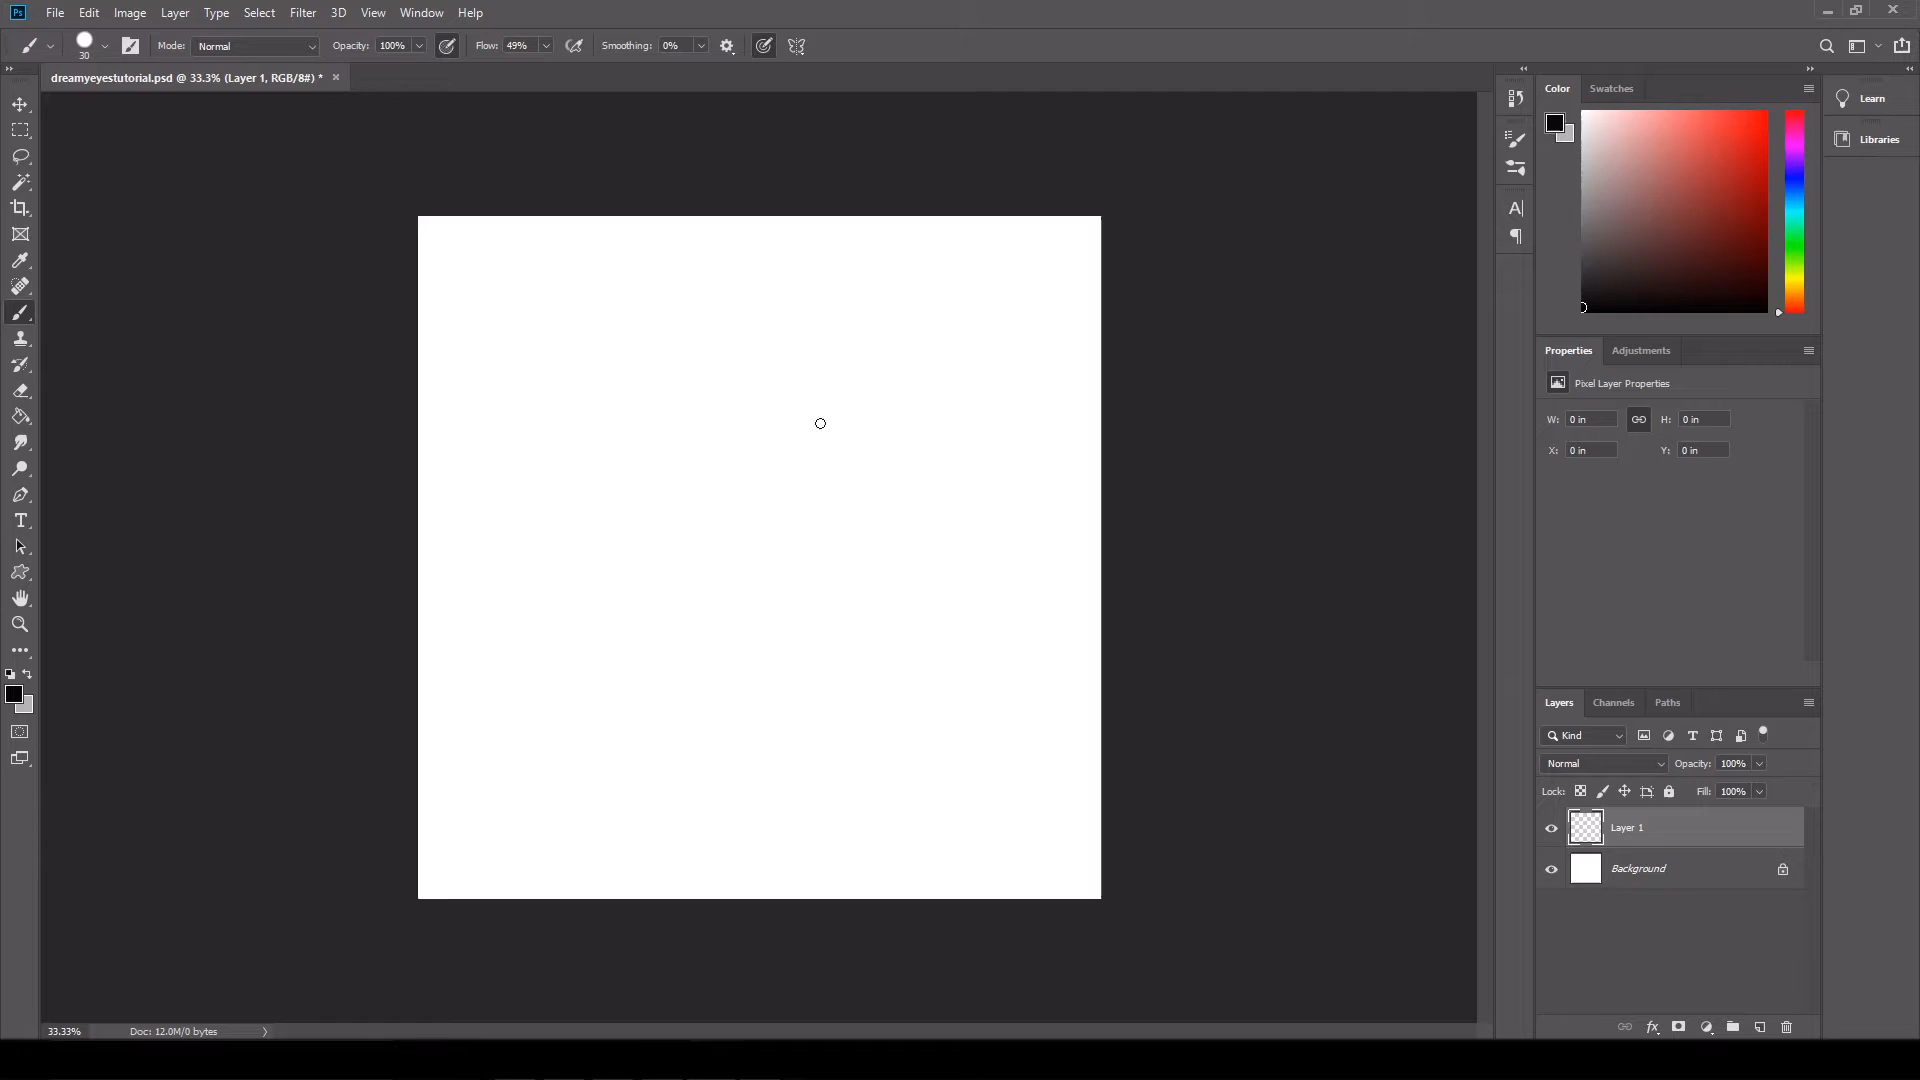 Ps File Edit Image Layer Type Select Filter 3D View Window Help
30 Mode: Normal Opacity: 100% Flow: 49% Smoothing: 0%
dreamyeyestutorial.psd @ 33.3% (Layer 1, RGB/8#) *
Color Swatches
Learn
Libraries
Properties Adjustments
Pixel Layer Properties
W: 0 in H: 0 in
X: 0 in Y: 0 in
Layers Channels Paths
Kind
Normal Opacity: 100%
Lock: Fill: 100%
Layer 1
Background
33.33% Doc: 12.0M/0 bytes